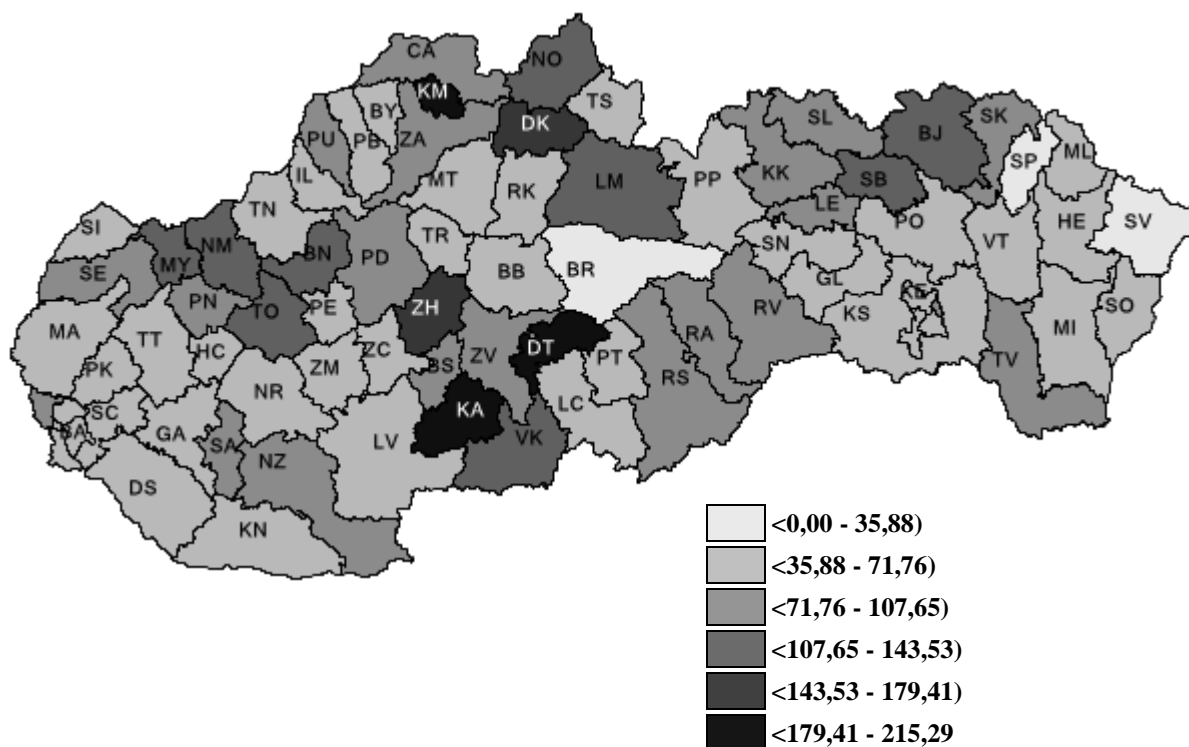 CA
NO
KM
TS
BY
DK
PU
PB
ZA
SL
BJ
SK
SP
ML
IL
MT
RK
LM
PP
KK
SB
LE
TN
SI
NM
MY
BN
PD
TR
BB
BR
SN
PO
VT
HE
SV
SE
PN
TO
PE
ZH
GL
KS
KE
RV
MI
SO
MA
TT
HC
ZM
ZC
BS
ZV
ĎT
PT
RA
RS
TV
PK
NR
KA
LC
SC
BA
GA
SA
NZ
LV
VK
DS
KN
<0,00 - 35,88)
<35,88 - 71,76)
<71,76 - 107,65)
<107,65 - 143,53)
<143,53 - 179,41)
<179,41 - 215,29